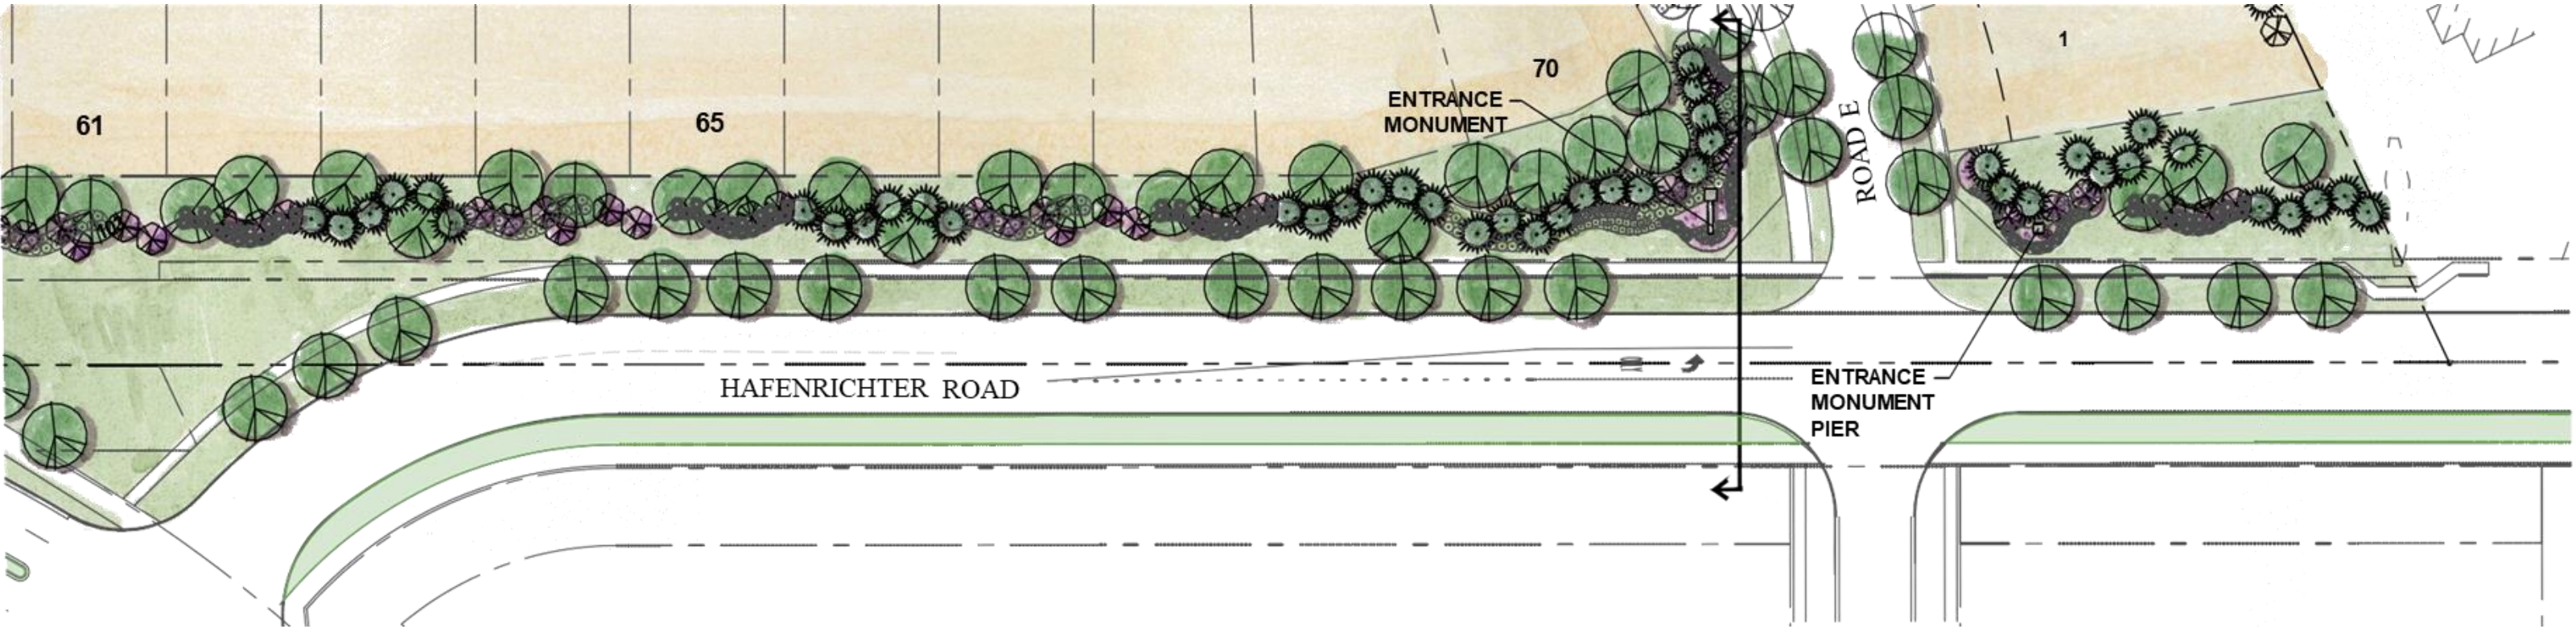 1
70
ENTRANCE
MONUMENT
61
65
ROAD E
HAFENRICHTER ROAD
ENTRANCE
MONUMENT
PIER